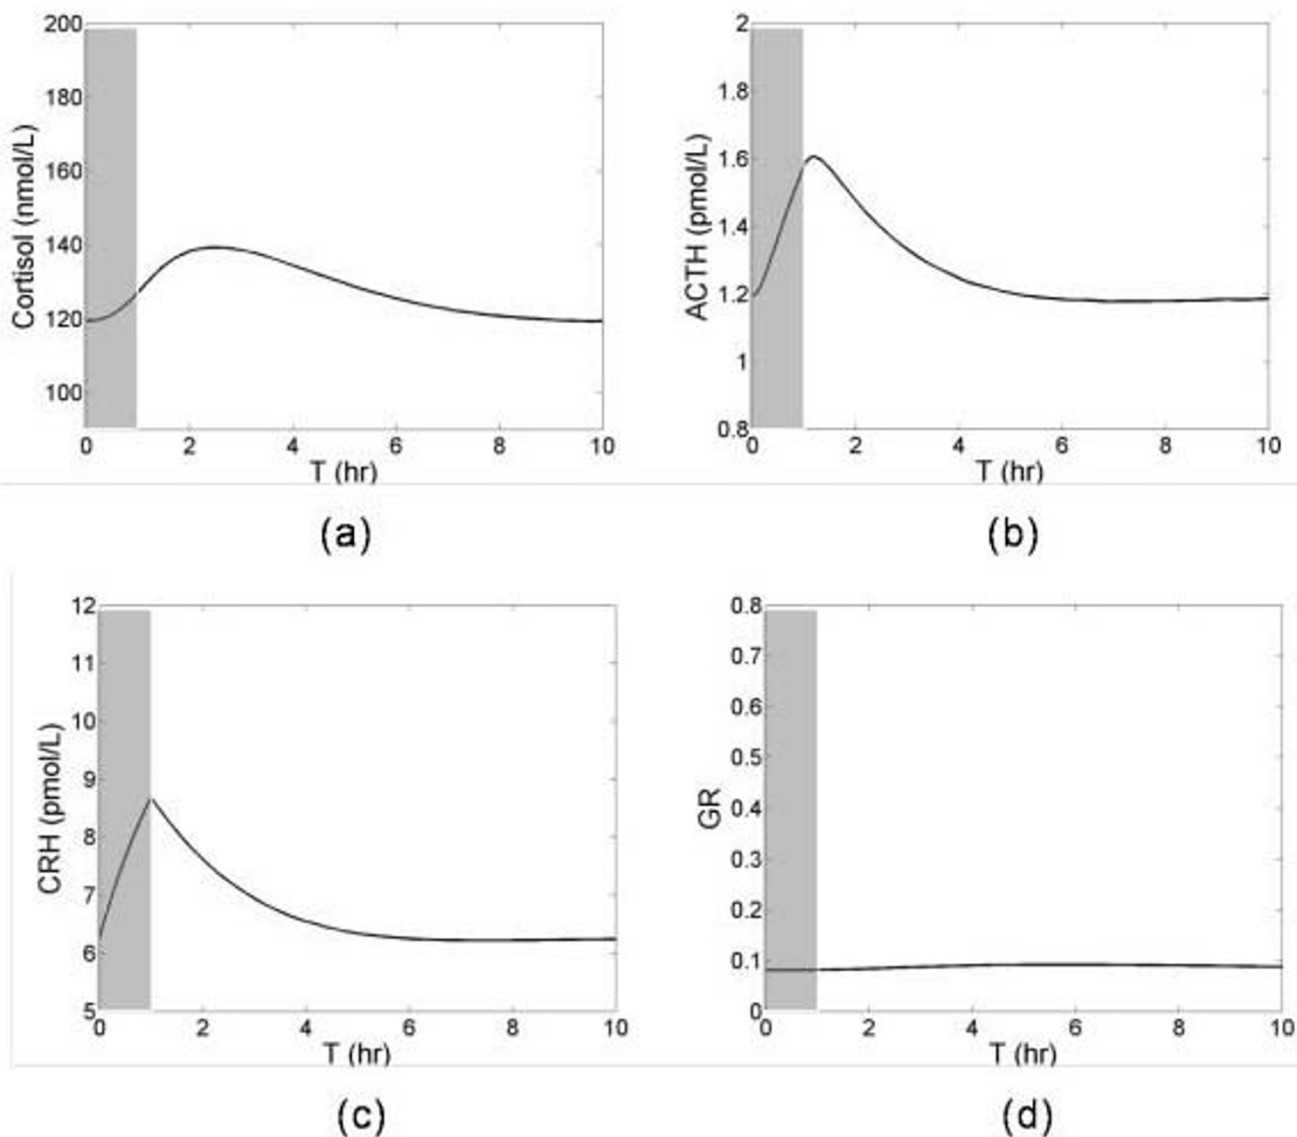 200
180
160
140
120
100
Cortisol (nmol/L)
0 2 4 6 8 10
T (hr)
(a)
2
1.8
1.6
1.4
1.2
1
0.8
ACTH (pmol/L)
0 2 4 6 8 10
T (hr)
(b)
12
11
10
9
8
7
6
5
CRH (pmol/L)
0 2 4 6 8 10
T (hr)
(c)
0.8
0.7
0.6
0.5
0.4
0.3
0.2
0.1
0
GR
0 2 4 6 8 10
T (hr)
(d)